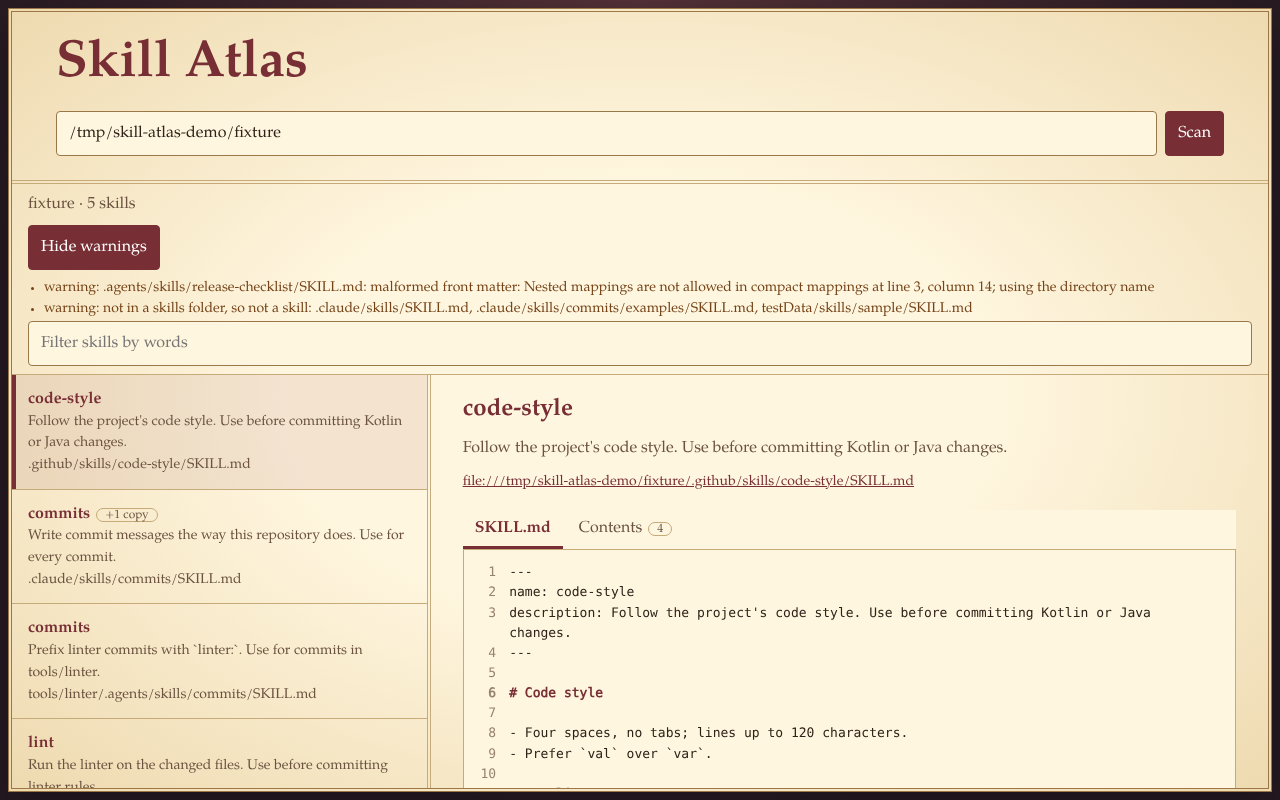 Skill Atlas
/tmp/skill-atlas-demo/fixture
Scan
fixture · 5 skills
Hide warnings
• warning: .agents/skills/release-checklist/SKILL.md: malformed front matter: Nested mappings are not allowed in compact mappings at line 3, column 14; using the directory name
• warning: not in a skills folder, so not a skill: .claude/skills/SKILL.md, .claude/skills/commits/examples/SKILL.md, testData/skills/sample/SKILL.md
Filter skills by words
code-style
Follow the project's code style. Use before committing Kotlin
or Java changes.
.github/skills/code-style/SKILL.md
commits +1 copy
Write commit messages the way this repository does. Use for
every commit.
.claude/skills/commits/SKILL.md
commits
Prefix linter commits with `linter:`. Use for commits in
tools/linter.
tools/linter/.agents/skills/commits/SKILL.md
lint
Run the linter on the changed files. Use before committing
linter rules.
code-style
Follow the project's code style. Use before committing Kotlin or Java changes.
file:///tmp/skill-atlas-demo/fixture/.github/skills/code-style/SKILL.md
SKILL.md Contents 4
1 ---
2 name: code-style
3 description: Follow the project's code style. Use before committing Kotlin or Java
changes.
4 ---
5
6 # Code style
7
8 - Four spaces, no tabs; lines up to 120 characters.
9 - Prefer `val` over `var`.
10